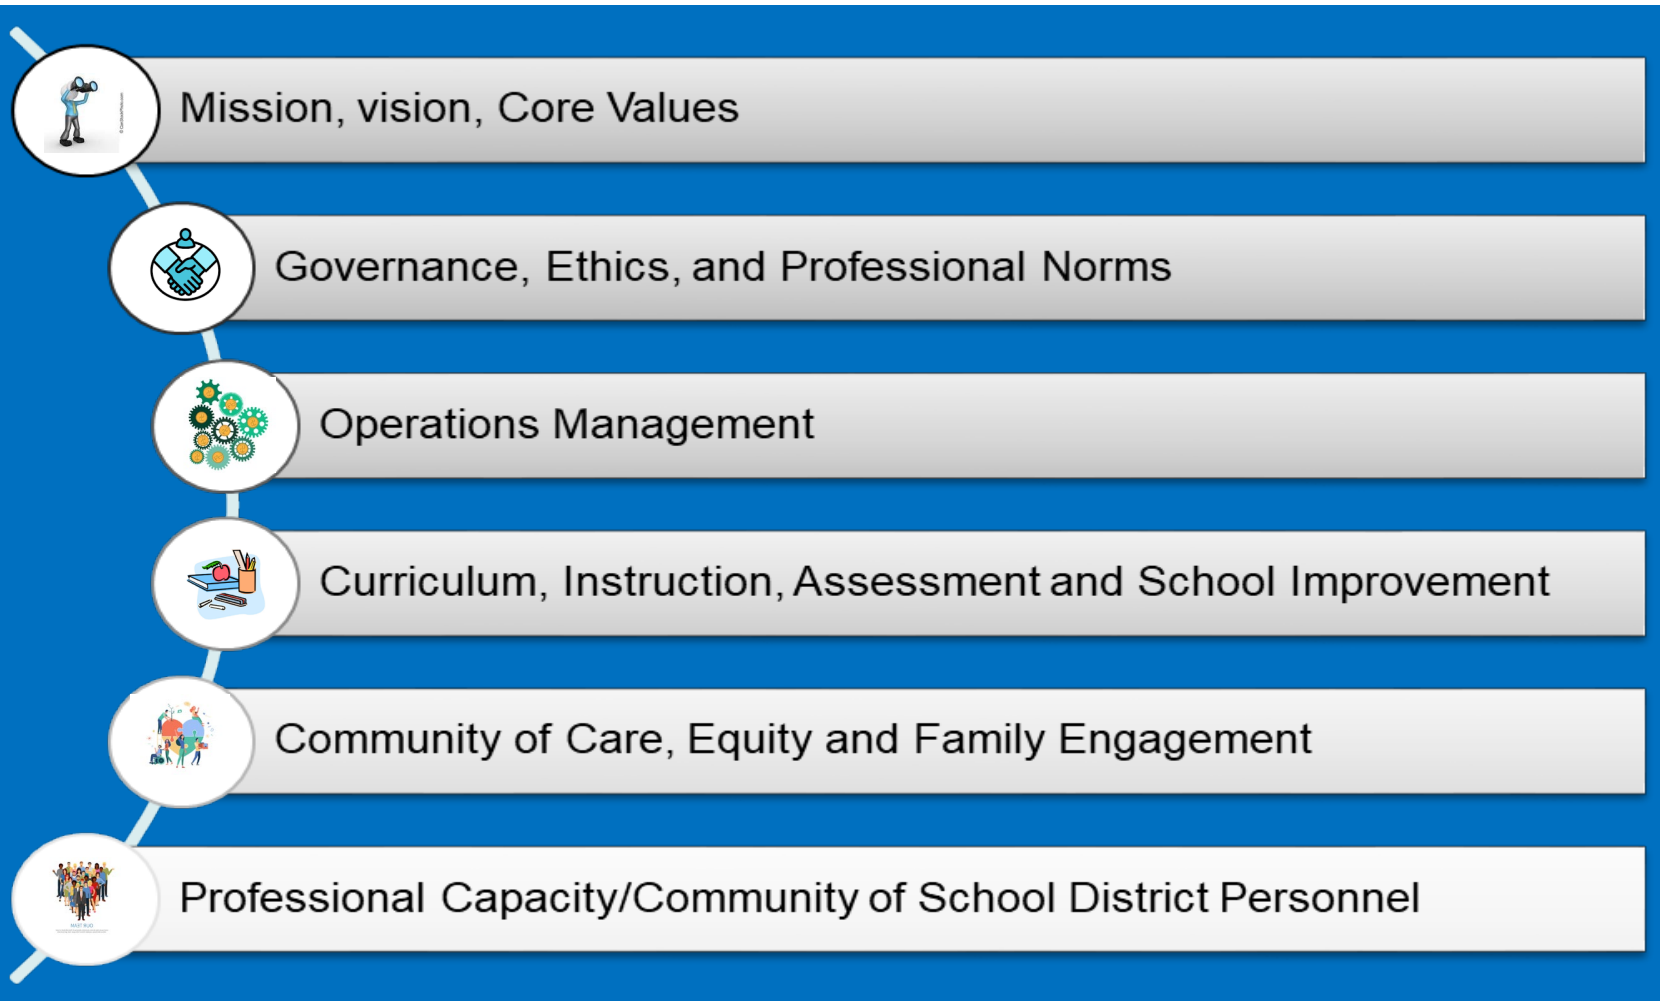 Mission, vision, Core Values
Governance, Ethics, and Professional Norms
Operations Management
Curriculum, Instruction, Assessment and School Improvement
Community of Care, Equity and Family Engagement
Professional Capacity/Community of School District Personnel